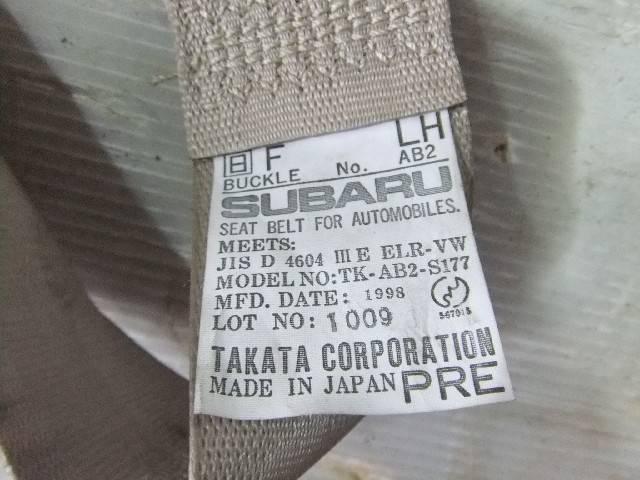 日 F LH
BUCKLE No. AB2
SUBARU
SEAT BELT FOR AUTOMOBILES.
MEETS:
JIS D 4604 III E ELR-VW
MODEL NO:TK-AB2-S177
MFD. DATE: 1998
LOT NO: 1009
TAKATA CORPORATION
MADE IN JAPAN PRE